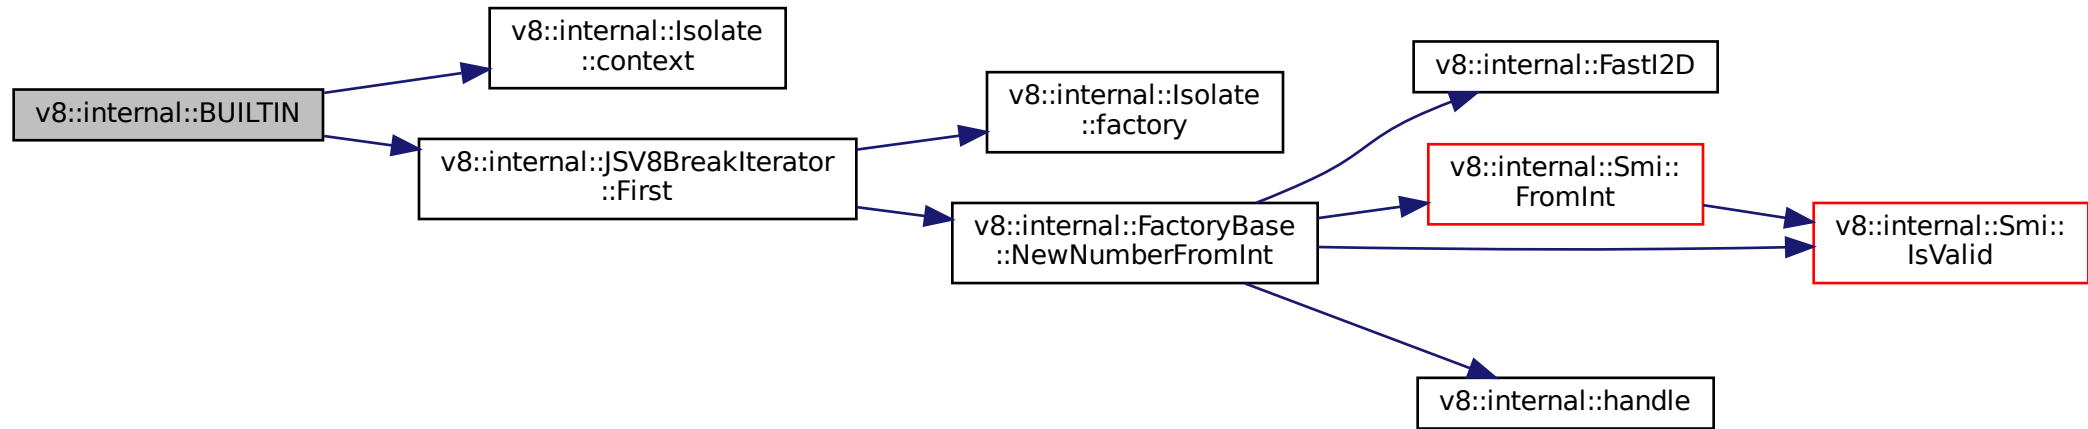 v8::internal::BUILTIN
v8::internal::Isolate
::context
v8::internal::JSV8BreakIterator
::First
v8::internal::Isolate
::factory
v8::internal::FactoryBase
::NewNumberFromInt
v8::internal::FastI2D
v8::internal::Smi::
FromInt
v8::internal::Smi::
IsValid
v8::internal::handle